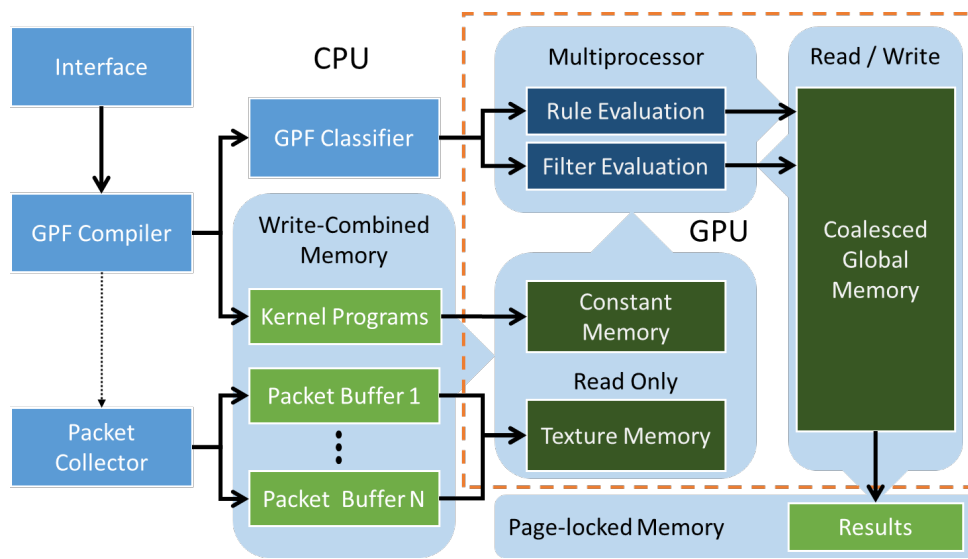 Interface
CPU
Multiprocessor
Read / Write
Rule Evaluation
GPF Classifier
Filter Evaluation
GPF Compiler
Write-Combined
Memory
GPU
Coalesced
Global
Memory
Kernel Programs
Constant
Memory
Read Only
Packet Buffer 1
Packet
Collector
Texture Memory
Packet Buffer N
Page-locked Memory
Results